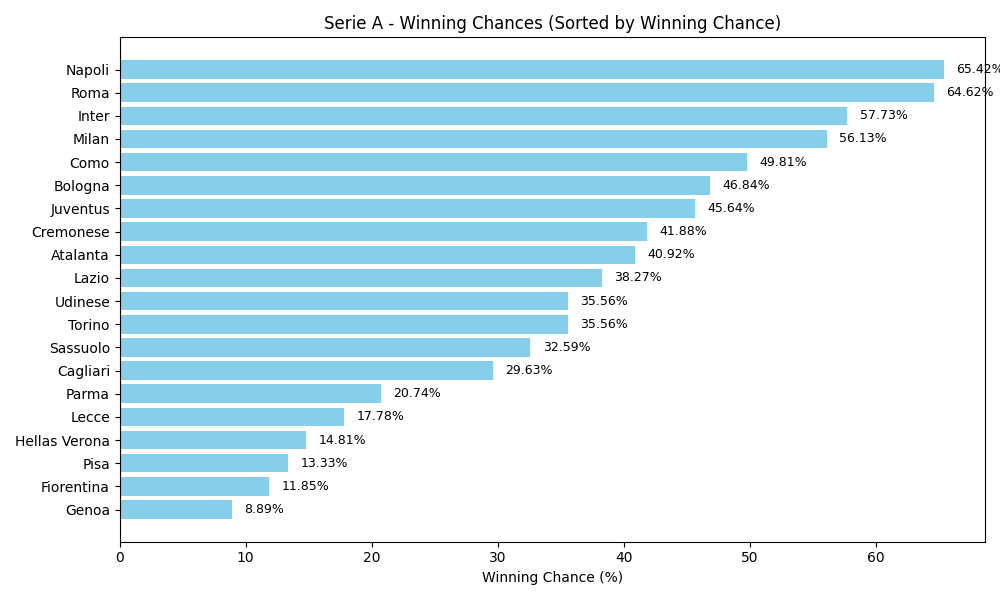 Serie A - Winning Chances (Sorted by Winning Chance)
Napoli 65.42%
Roma 64.62%
Inter 57.73%
Milan 56.13%
Como 49.81%
Bologna 46.84%
Juventus 45.64%
Cremonese 41.88%
Atalanta 40.92%
Lazio 38.27%
Udinese 35.56%
Torino 35.56%
Sassuolo 32.59%
Cagliari 29.63%
Parma 20.74%
Lecce 17.78%
Hellas Verona 14.81%
Pisa 13.33%
Fiorentina 11.85%
Genoa 8.89%
0 10 20 30 40 50 60
Winning Chance (%)